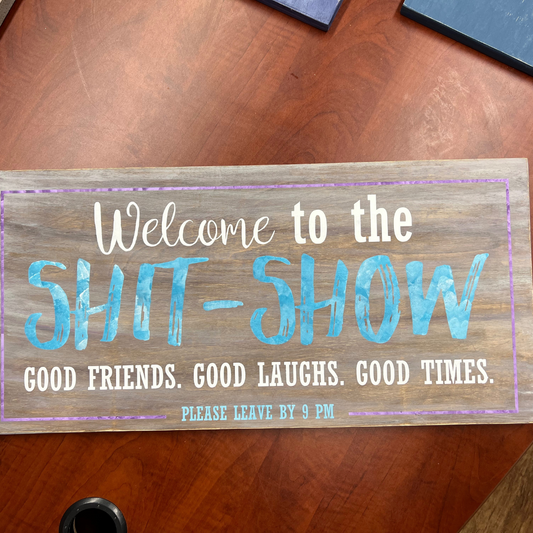 Welcome to the
SHIT-SHOW
GOOD FRIENDS. GOOD LAUGHS. GOOD TIMES.
PLEASE LEAVE BY 9 PM